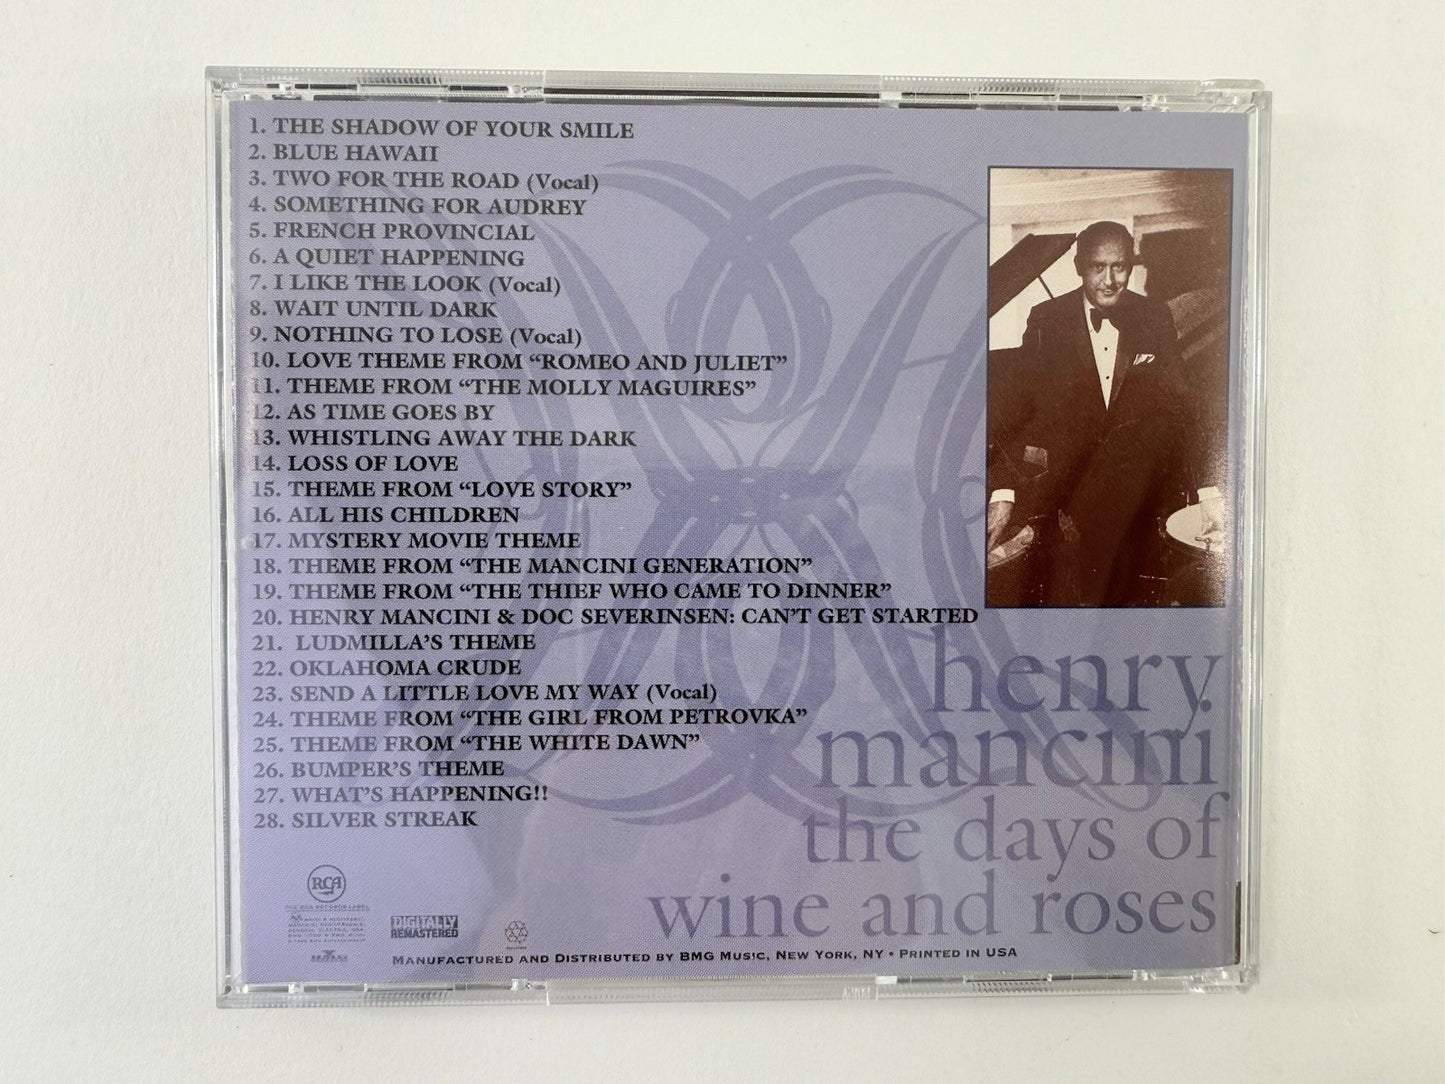 1. THE SHADOW OF YOUR SMILE
2. BLUE HAWAII
3. TWO FOR THE ROAD (Vocal)
4. SOMETHING FOR AUDREY
5. FRENCH PROVINCIAL
6. A QUIET HAPPENING
7. I LIKE THE LOOK (Vocal)
8. WAIT UNTIL DARK
9. NOTHING TO LOSE (Vocal)
10. LOVE THEME FROM “ROMEO AND JULIET”
11. THEME FROM “THE MOLLY MAGUIRES”
12. AS TIME GOES BY
13. WHISTLING AWAY THE DARK
14. LOSS OF LOVE
15. THEME FROM “LOVE STORY”
16. ALL HIS CHILDREN
17. MYSTERY MOVIE THEME
18. THEME FROM “THE MANCINI GENERATION”
19. THEME FROM “THE THIEF WHO CAME TO DINNER”
20. HENRY MANCINI & DOC SEVERINSEN: CAN’T GET STARTED
21. LUDMILLA’S THEME
22. OKLAHOMA CRUDE
23. SEND A LITTLE LOVE MY WAY (Vocal)
24. THEME FROM “THE GIRL FROM PETROVKA”
25. THEME FROM “THE WHITE DAWN”
26. BUMPER’S THEME
27. WHAT’S HAPPENING!!
28. SILVER STREAK
henry
mancini
the days of
wine and roses
RCA
THE RCA RECORDS LABEL
BMG
DIGITALLY
REMASTERED
MANUFACTURED AND DISTRIBUTED BY BMG MUSIC, NEW YORK, NY • PRINTED IN USA